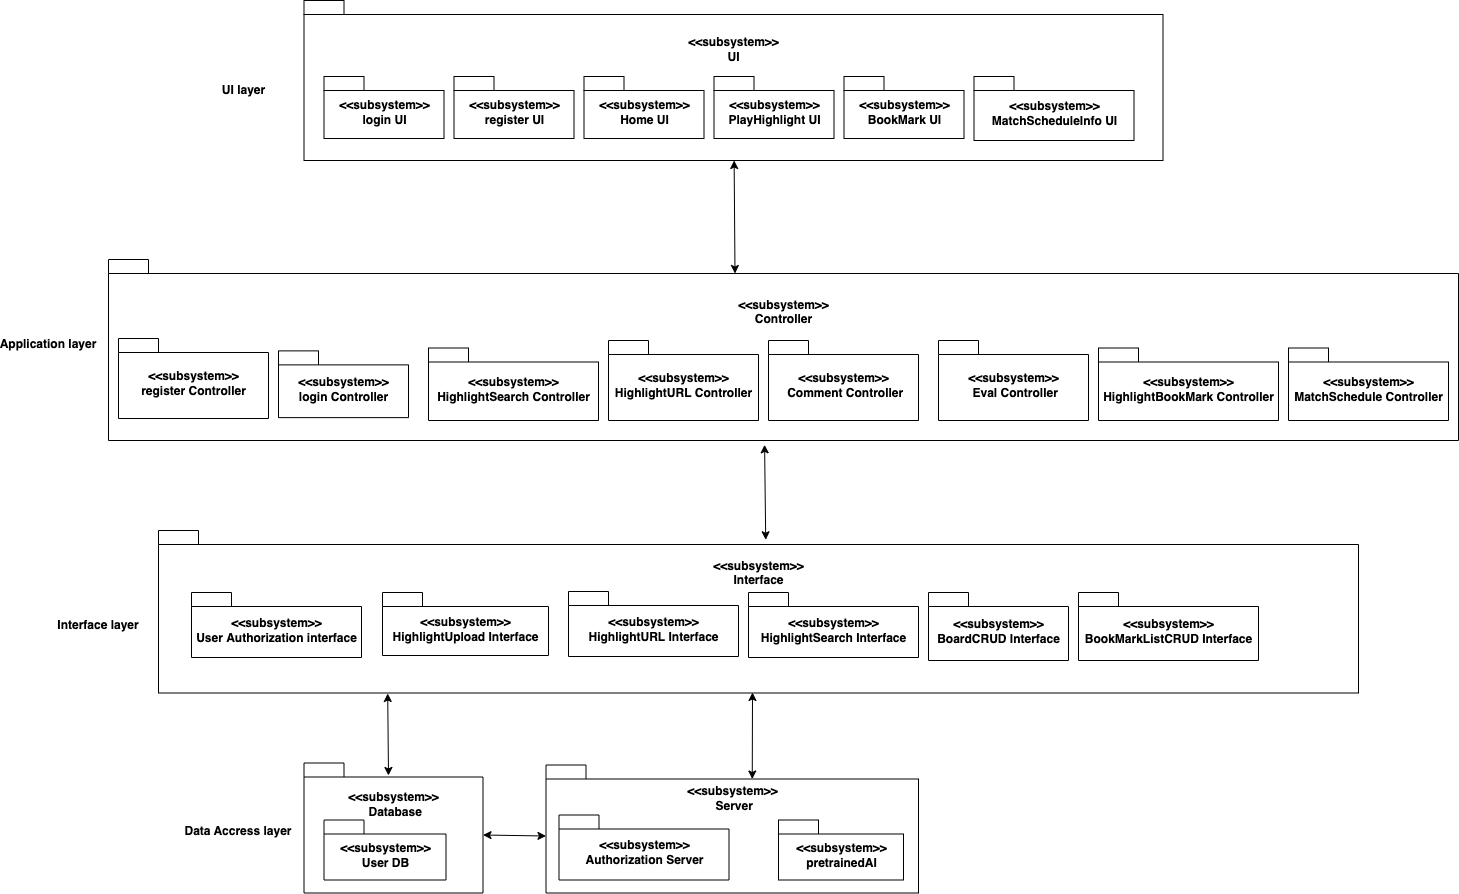 <<subsystem>>
UI
UI layer
<<subsystem>>
login UI
<<subsystem>>
register UI
<<subsystem>>
Home UI
<<subsystem>>
PlayHighlight UI
<<subsystem>>
BookMark UI
<<subsystem>>
MatchScheduleInfo UI
<<subsystem>>
Controller
Application layer
<<subsystem>>
register Controller
<<subsystem>>
login Controller
<<subsystem>>
HighlightSearch Controller
<<subsystem>>
HighlightURL Controller
<<subsystem>>
Comment Controller
<<subsystem>>
Eval Controller
<<subsystem>>
HighlightBookMark Controller
<<subsystem>>
MatchSchedule Controller
<<subsystem>>
Interface
Interface layer
<<subsystem>>
User Authorization interface
<<subsystem>>
HighlightUpload Interface
<<subsystem>>
HighlightURL Interface
<<subsystem>>
HighlightSearch Interface
<<subsystem>>
BoardCRUD Interface
<<subsystem>>
BookMarkListCRUD Interface
Data Accress layer
<<subsystem>>
Database
<<subsystem>>
User DB
<<subsystem>>
Server
<<subsystem>>
Authorization Server
<<subsystem>>
pretrainedAI